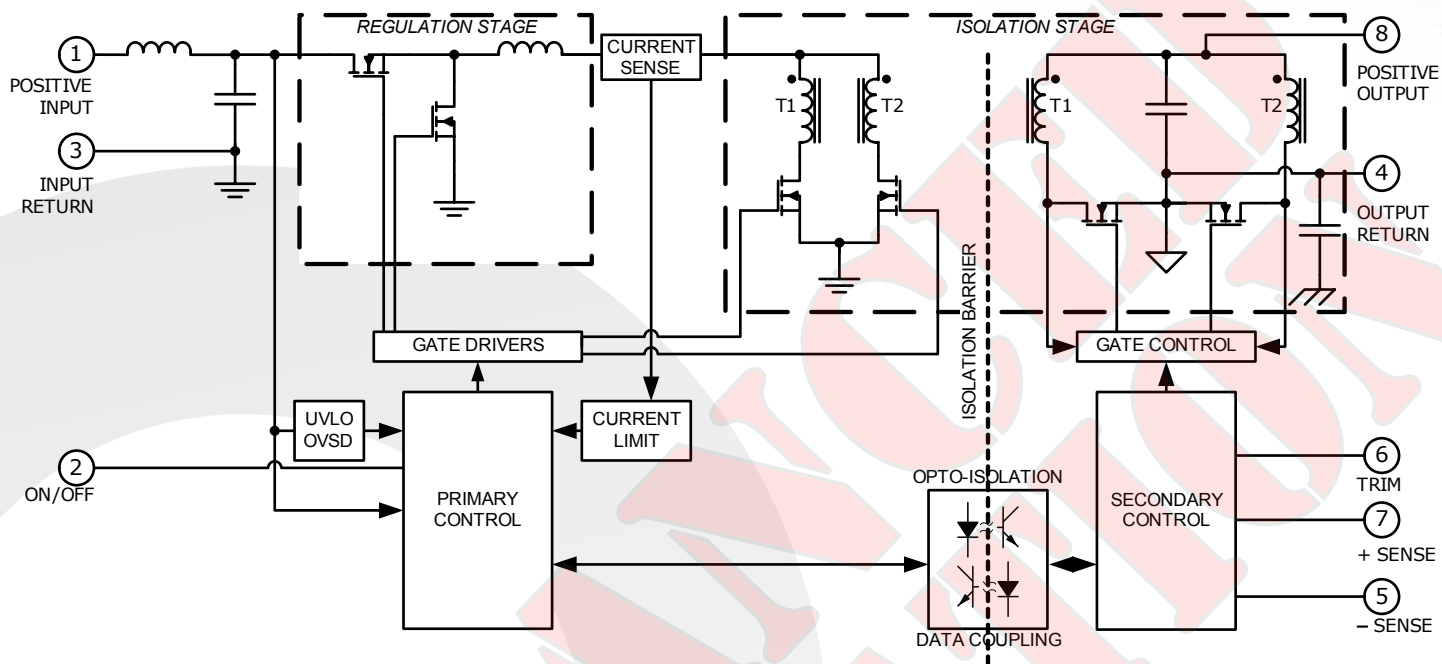 REGULATION STAGE
ISOLATION STAGE
1
POSITIVE
INPUT
CURRENT
SENSE
8
POSITIVE
OUTPUT
T1
T2
T1
T2
3
INPUT
RETURN
4
OUTPUT
RETURN
ISOLATION BARRIER
GATE DRIVERS
GATE CONTROL
UVLO
OVSD
CURRENT
LIMIT
2
ON/OFF
PRIMARY
CONTROL
OPTO-ISOLATION
DATA COUPLING
SECONDARY
CONTROL
6
TRIM
7
+ SENSE
5
– SENSE